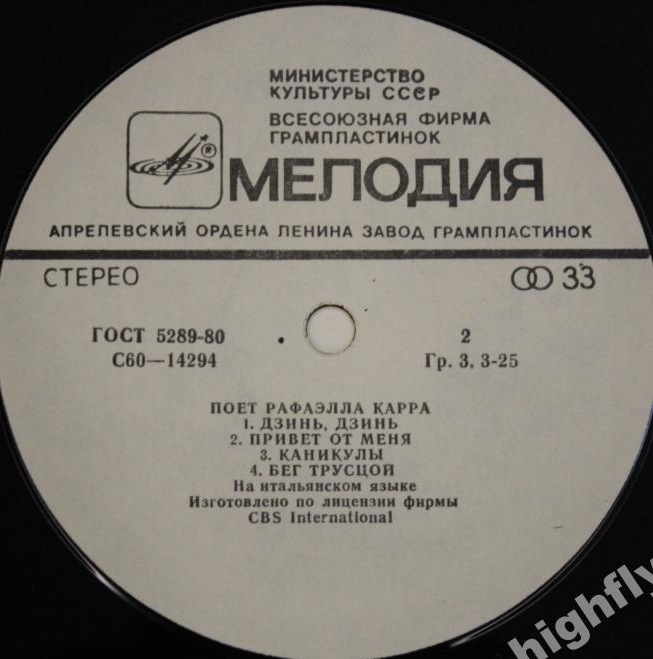 МИНИСТЕРСТВО
КУЛЬТУРЫ СССР
ВСЕСОЮЗНАЯ ФИРМА
ГРАМПЛАСТИНОК
®
МЕЛОДИЯ
АПРЕЛЕВСКИЙ ОРДЕНА ЛЕНИНА ЗАВОД ГРАМПЛАСТИНОК
СТЕРЕО 33
ГОСТ 5289-80 2
С60—14294 Гр. 3, 3-25
ПОЕТ РАФАЭЛЛА КАРРА
1. ДЗИНЬ, ДЗИНЬ
2. ПРИВЕТ ОТ МЕНЯ
3. КАНИКУЛЫ
4. БЕГ ТРУСЦОЙ
На итальянском языке
Изготовлено по лицензии фирмы
CBS International
highfly